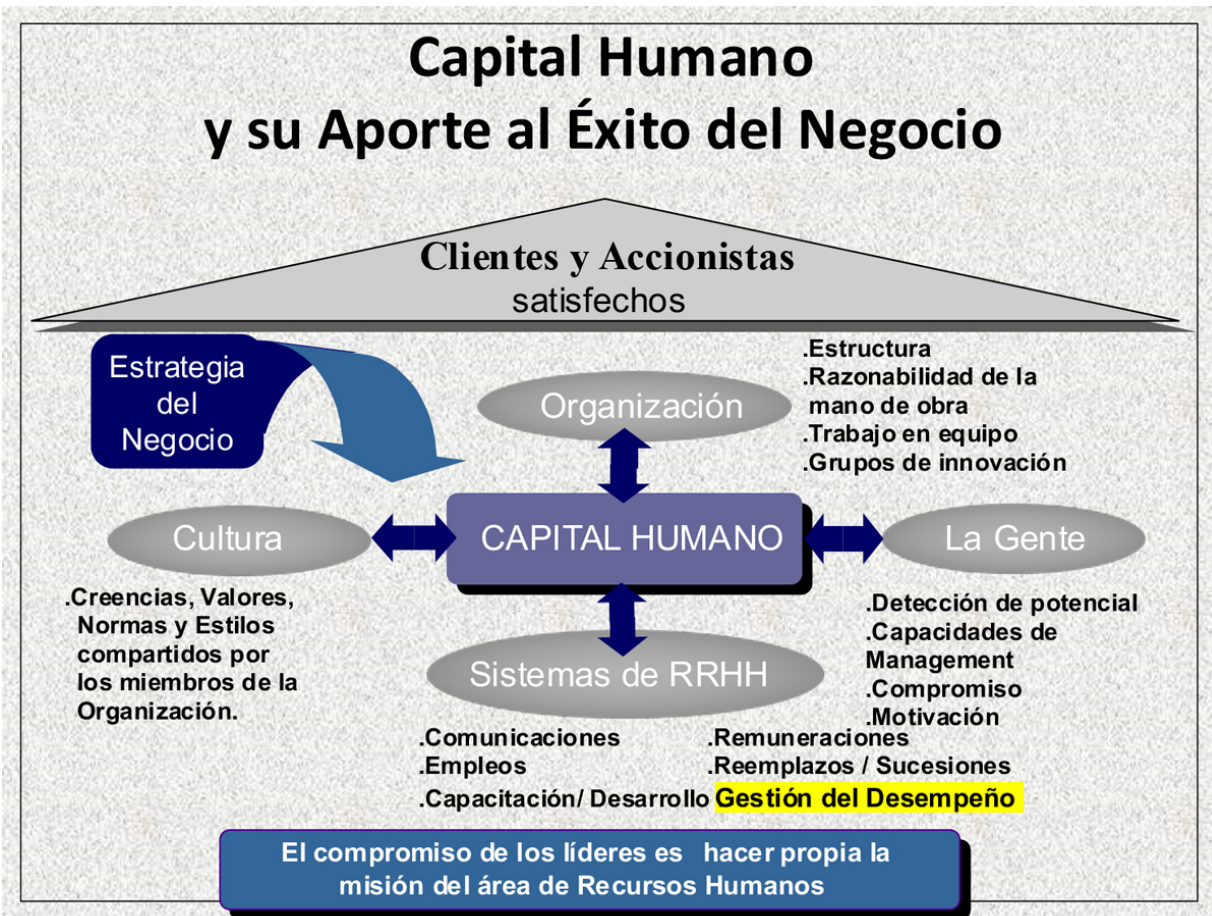 Capital Humano
y su Aporte al Éxito del Negocio
Clientes y Accionistas
satisfechos
Estrategia
del
Negocio
Organización
.Estructura
.Razonabilidad de la
mano de obra
.Trabajo en equipo
.Grupos de innovación
Cultura
CAPITAL HUMANO
La Gente
.Creencias, Valores,
Normas y Estilos
compartidos por
los miembros de la
Organización.
.Detección de potencial
.Capacidades de
Management
.Compromiso
.Motivación
Sistemas de RRHH
.Comunicaciones
.Empleos
.Capacitación/ Desarrollo
.Remuneraciones
.Reemplazos / Sucesiones
Gestión del Desempeño
El compromiso de los líderes es hacer propia la
misión del área de Recursos Humanos